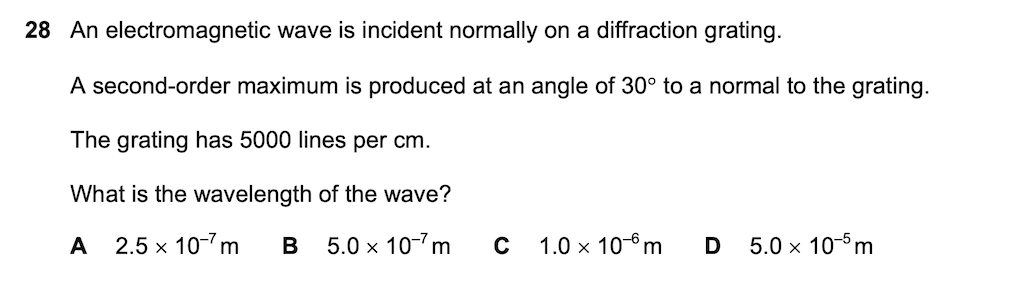 28 An electromagnetic wave is incident normally on a diffraction grating.
A second-order maximum is produced at an angle of 30° to a normal to the grating.
The grating has 5000 lines per cm.
What is the wavelength of the wave?
A 2.5 × 10⁻⁷ m B 5.0 × 10⁻⁷ m C 1.0 × 10⁻⁶ m D 5.0 × 10⁻⁵ m